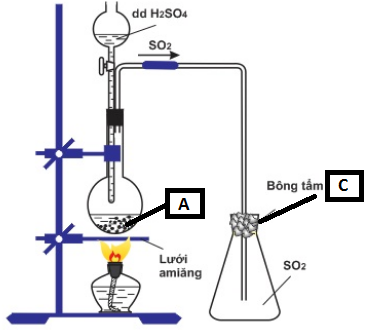 dd H2SO4
SO2
A
Bông tẩm C
Lưới
amiăng
SO2